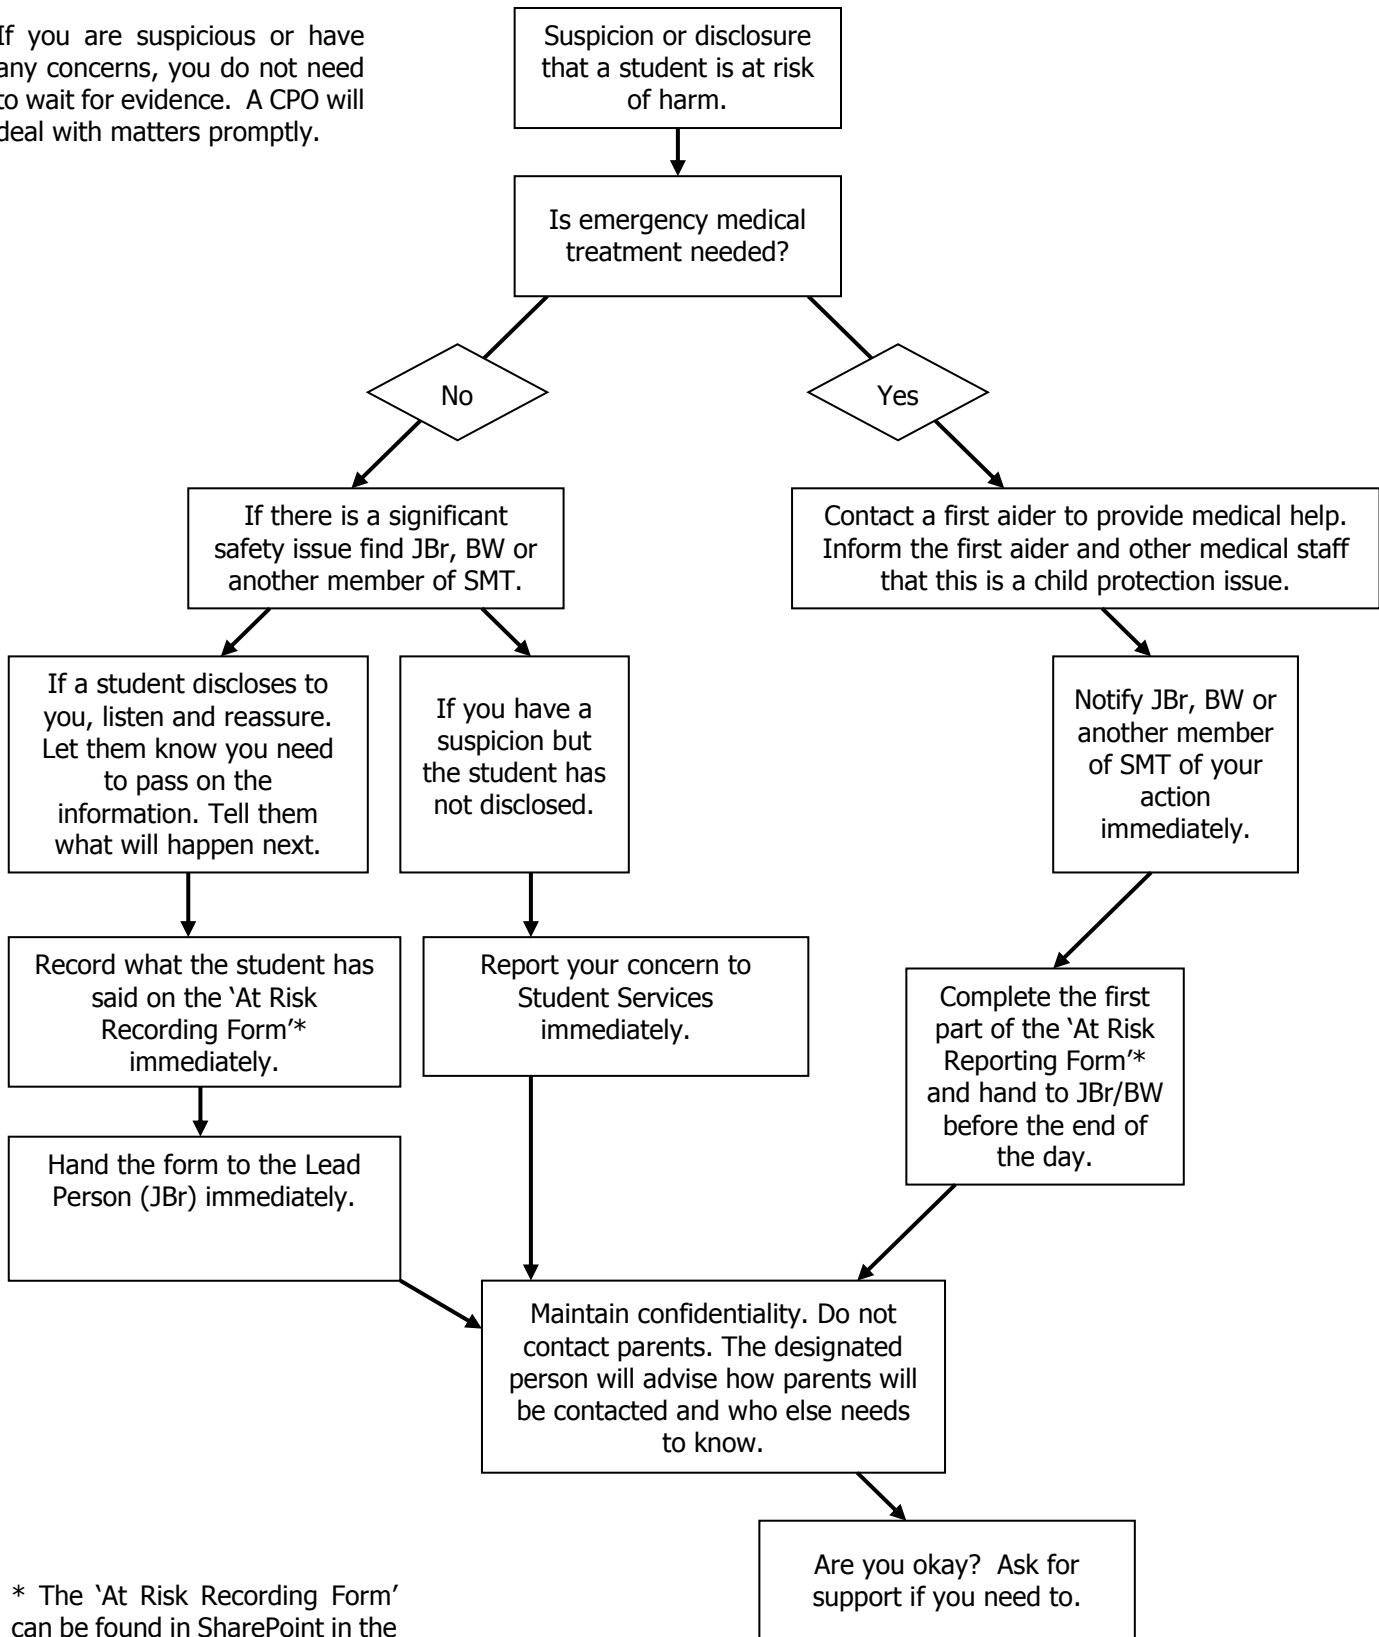 If you are suspicious or have
any concerns, you do not need
to wait for evidence.  A CPO will
deal with matters promptly.
Suspicion or disclosure
that a student is at risk
of harm.
Is emergency medical
treatment needed?
No
Yes
If there is a significant
safety issue find JBr, BW or
another member of SMT.
Contact a first aider to provide medical help.
Inform the first aider and other medical staff
that this is a child protection issue.
If a student discloses to
you, listen and reassure.
Let them know you need
to pass on the
information. Tell them
what will happen next.
If you have a
suspicion but
the student has
not disclosed.
Notify JBr, BW or
another member
of SMT of your
action
immediately.
Record what the student has
said on the ‘At Risk
Recording Form’*
immediately.
Report your concern to
Student Services
immediately.
Complete the first
part of the ‘At Risk
Reporting Form’*
and hand to JBr/BW
before the end of
the day.
Hand the form to the Lead
Person (JBr) immediately.
Maintain confidentiality. Do not
contact parents. The designated
person will advise how parents will
be contacted and who else needs
to know.
Are you okay?  Ask for
support if you need to.
* The ‘At Risk Recording Form’
can be found in SharePoint in the